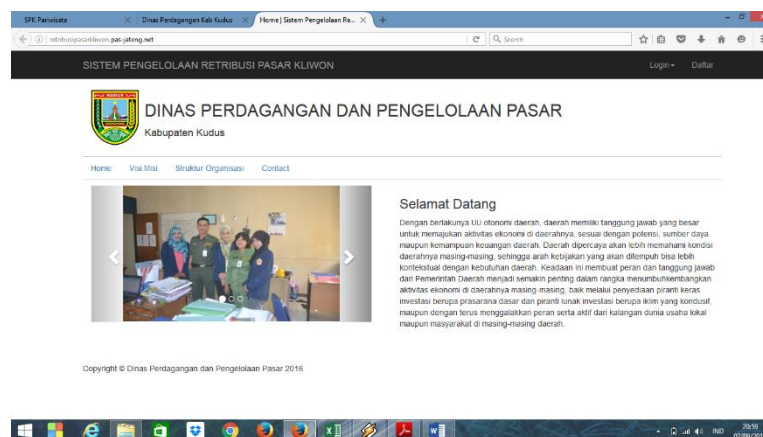 SPK Pariwisata
Dinas Perdagangan Kab Kudus
Home | Sistem Pengelolaan Re...
retribusipasarkliwon.pas-jateng.net
Search
SISTEM PENGELOLAAN RETRIBUSI PASAR KLIWON
Login
Daftar
DINAS PERDAGANGAN DAN PENGELOLAAN PASAR
Kabupaten Kudus
Home
Visi Misi
Struktur Organisasi
Contact
Selamat Datang
Dengan berlakunya UU otonomi daerah, daerah memiliki tanggung jawab yang besar
untuk memajukan aktivitas ekonomi di daerahnya, sesuai dengan potensi, sumber daya
maupun kemampuan keuangan daerah. Daerah dipercaya akan lebih memahami kondisi
daerahnya masing-masing, sehingga arah kebijakan yang akan ditempuh bisa lebih
kontekstual dengan kebutuhan daerah. Keadaan ini membuat peran dan tanggung jawab
dari Pemerintah Daerah menjadi semakin penting dalam rangka menumbuhkembangkan
aktivitas ekonomi di daerahnya masing-masing, baik melalui penyediaan piranti keras
investasi berupa prasarana dasar dan piranti lunak investasi berupa iklim yang kondusif,
maupun dengan terus menggalakkan peran serta aktif dari kalangan dunia usaha lokal
maupun masyarakat di masing-masing daerah.
Copyright © Dinas Perdagangan dan Pengelolaan Pasar 2016
IND
20:59